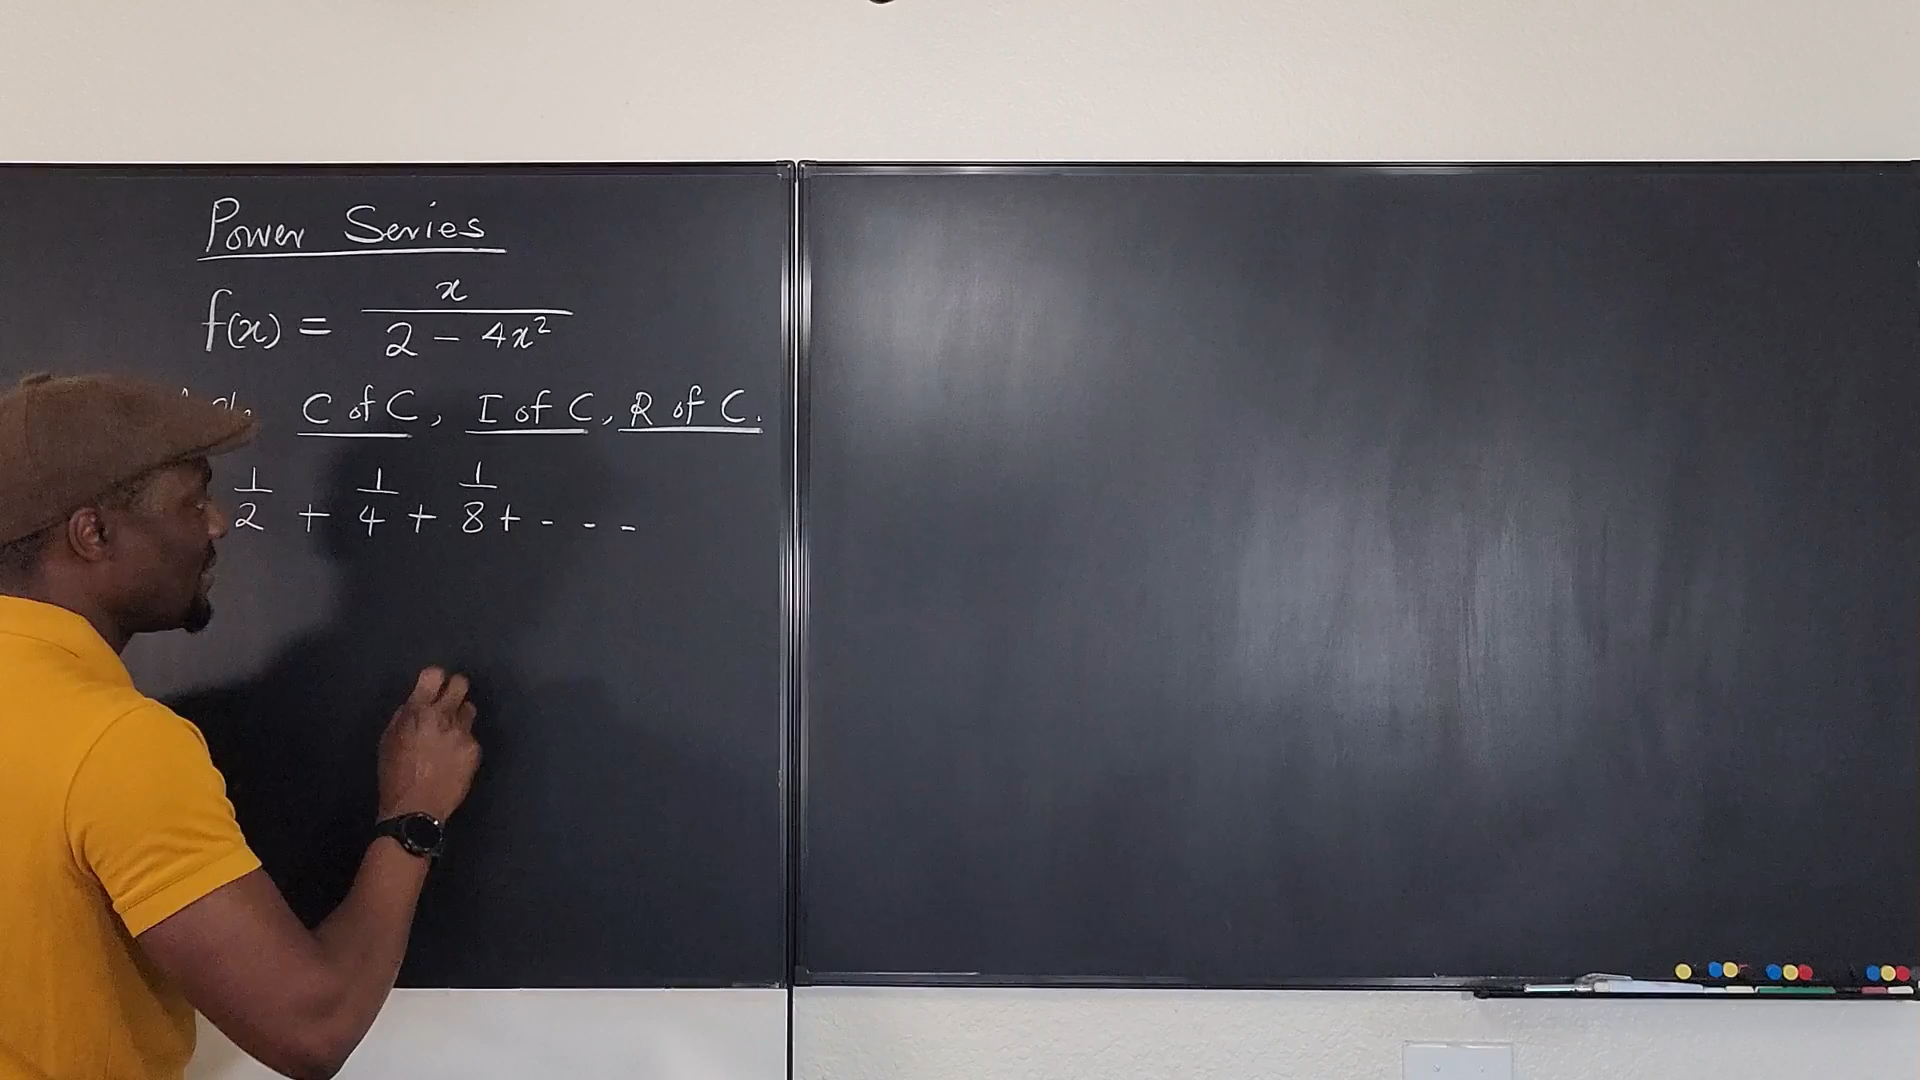 Power Series
f(x) = x / (2 - 4x²)
C of C, I of C, R of C.
1/2 + 1/4 + 1/8 + - - -